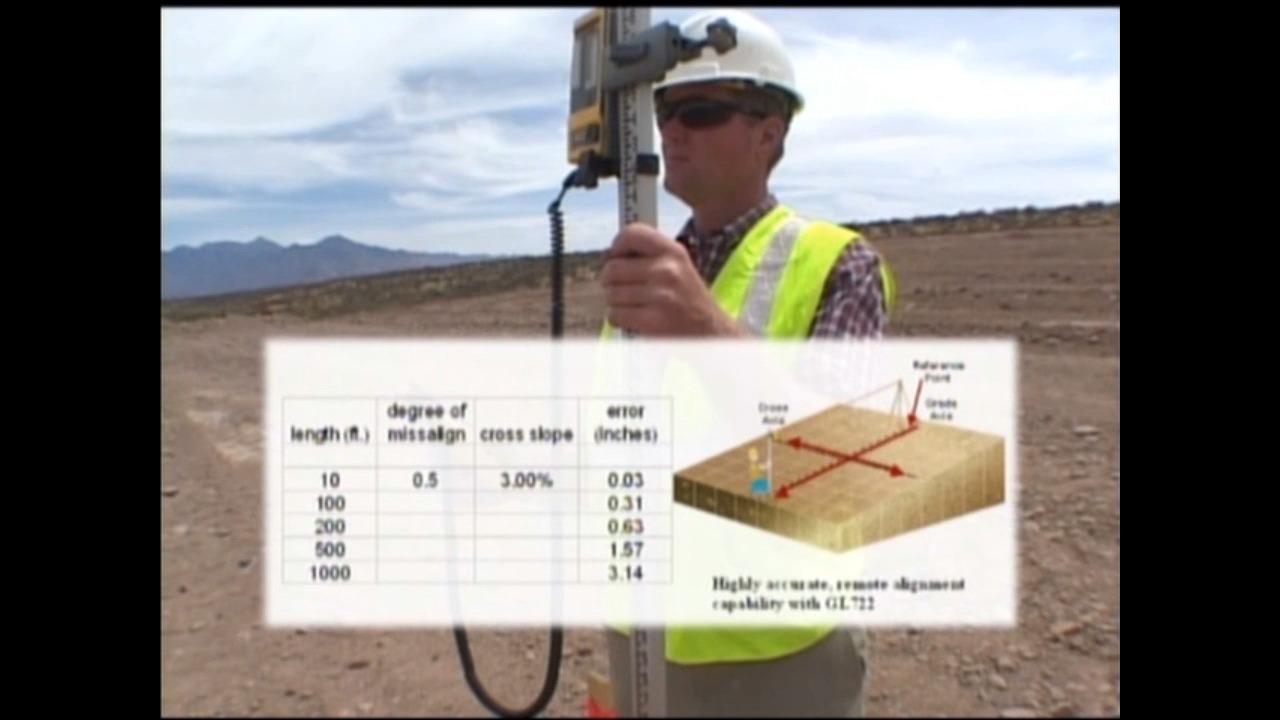 length (ft.) degree of missalign cross slope error (inches)
10 0.5 3.00% 0.03
100 0.31
200 0.63
500 1.57
1000 3.14
Reference
Point
Cross
Axis
Grade
Axis
Highly accurate, remote alignment
capability with GL722